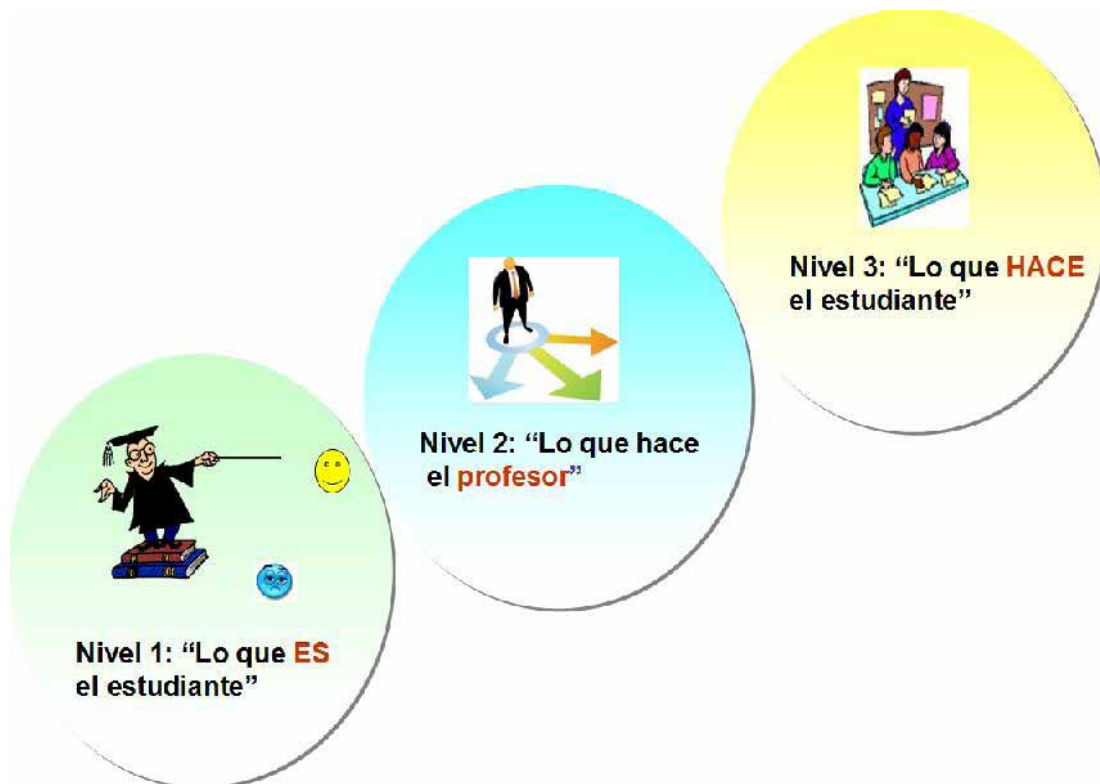 Nivel 1: “Lo que ES
el estudiante”
Nivel 2: “Lo que hace
el profesor”
Nivel 3: “Lo que HACE
el estudiante”